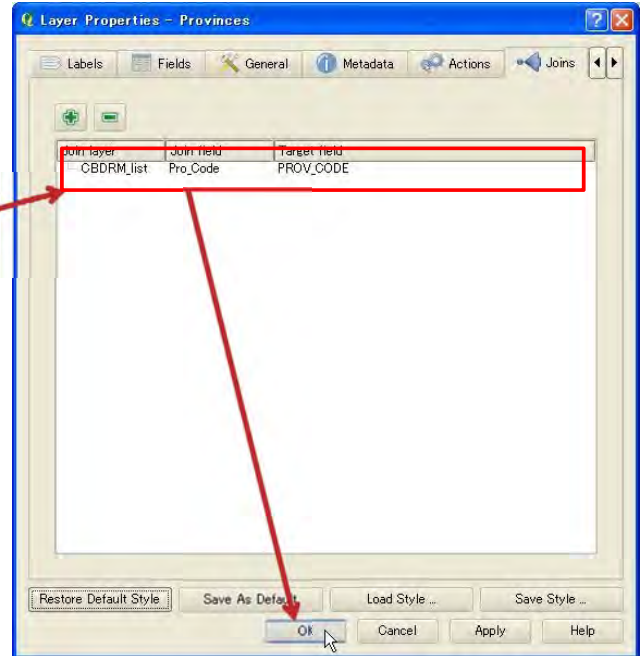 Layer Properties - Provinces
Labels Fields General Metadata Actions Joins
Join layer Join field Target field
CBDRM_list Pro_Code PROV_CODE
Restore Default Style Save As Default Load Style ... Save Style ...
OK Cancel Apply Help